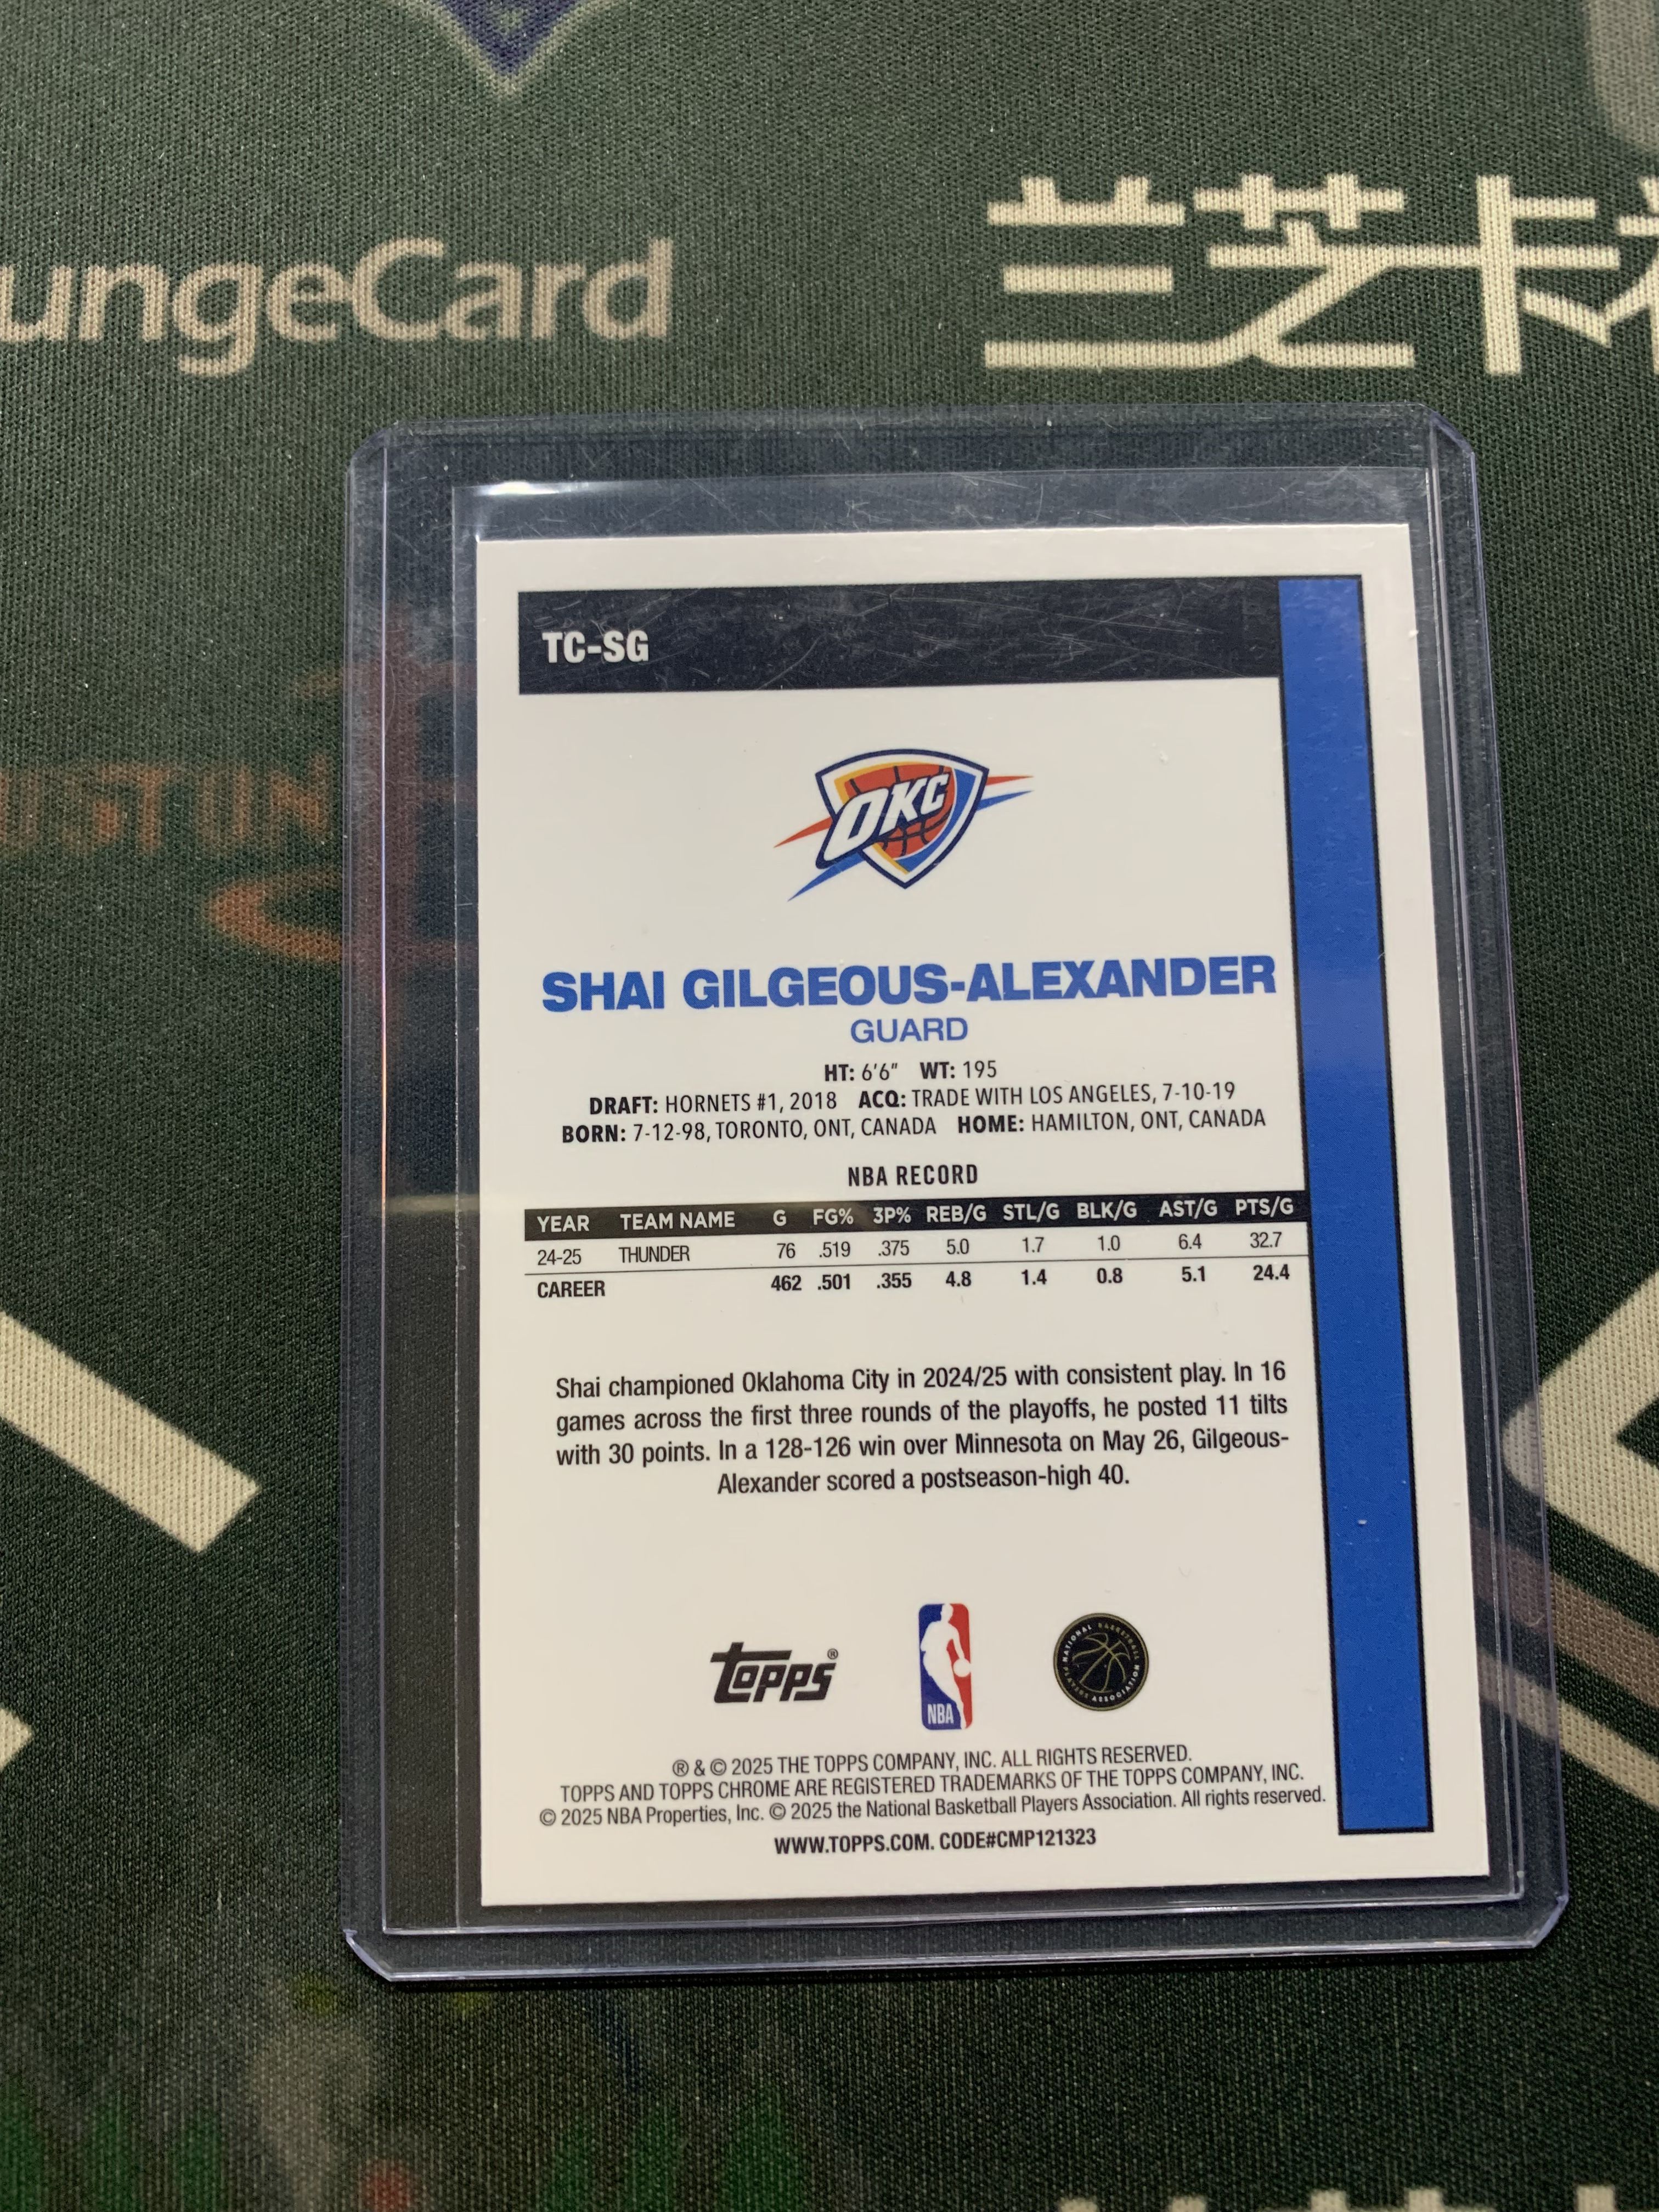 ungeCard
兰芝卡
TC-SG
OKC
SHAI GILGEOUS-ALEXANDER
GUARD
HT: 6'6" WT: 195
DRAFT: HORNETS #1, 2018 ACQ: TRADE WITH LOS ANGELES, 7-10-19
BORN: 7-12-98, TORONTO, ONT, CANADA HOME: HAMILTON, ONT, CANADA
NBA RECORD
YEAR TEAM NAME G FG% 3P% REB/G STL/G BLK/G AST/G PTS/G
24-25 THUNDER 76 .519 .375 5.0 1.7 1.0 6.4 32.7
CAREER 462 .501 .355 4.8 1.4 0.8 5.1 24.4
Shai championed Oklahoma City in 2024/25 with consistent play. In 16
games across the first three rounds of the playoffs, he posted 11 tilts
with 30 points. In a 128-126 win over Minnesota on May 26, Gilgeous-
Alexander scored a postseason-high 40.
topps®
NBA
NATIONAL BASKETBALL PLAYERS ASSOCIATION
® & © 2025 THE TOPPS COMPANY, INC. ALL RIGHTS RESERVED.
TOPPS AND TOPPS CHROME ARE REGISTERED TRADEMARKS OF THE TOPPS COMPANY, INC.
© 2025 NBA Properties, Inc. © 2025 the National Basketball Players Association. All rights reserved.
WWW.TOPPS.COM. CODE#CMP121323